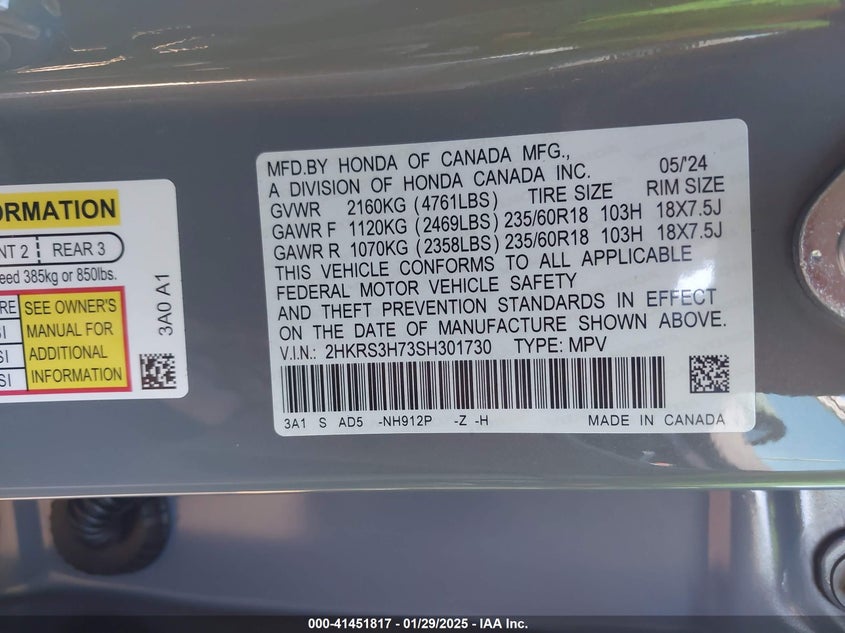 ORMATION
NT 2 | REAR 3
eed 385kg or 850lbs.
RE SEE OWNER'S
SI MANUAL FOR
SI ADDITIONAL
SI INFORMATION
3A0 A1
MFD.BY HONDA OF CANADA MFG., 05/'24
A DIVISION OF HONDA CANADA INC.
GVWR 2160KG (4761LBS) TIRE SIZE RIM SIZE
GAWR F 1120KG (2469LBS) 235/60R18 103H 18X7.5J
GAWR R 1070KG (2358LBS) 235/60R18 103H 18X7.5J
THIS VEHICLE CONFORMS TO ALL APPLICABLE
FEDERAL MOTOR VEHICLE SAFETY
AND THEFT PREVENTION STANDARDS IN EFFECT
ON THE DATE OF MANUFACTURE SHOWN ABOVE.
V.I.N.: 2HKRS3H73SH301730 TYPE: MPV
3A1 S AD5 -NH912P -Z -H MADE IN CANADA
000-41451817 - 01/29/2025 - IAA Inc.